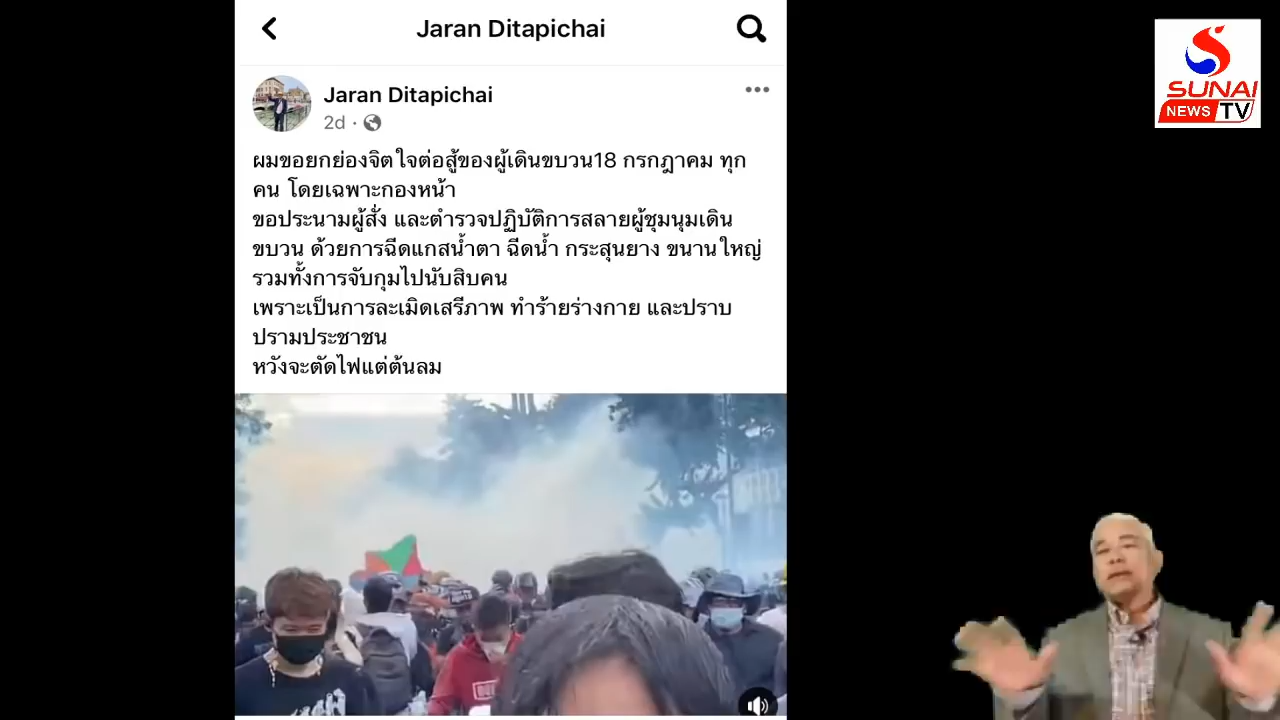 Jaran Ditapichai
Jaran Ditapichai
2d ·
ผมขอยกย่องจิตใจต่อสู้ของผู้เดินขบวน18 กรกฎาคม ทุก
คน โดยเฉพาะกองหน้า
ขอประนามผู้สั่ง และตำรวจปฏิบัติการสลายผู้ชุมนุมเดิน
ขบวน ด้วยการฉีดแกสน้ำตา ฉีดน้ำ กระสุนยาง ขนานใหญ่
รวมทั้งการจับกุมไปนับสิบคน
เพราะเป็นการละเมิดเสรีภาพ ทำร้ายร่างกาย และปราบ
ปรามประชาชน
หวังจะตัดไฟแต่ต้นลม
SUNAI
NEWS TV